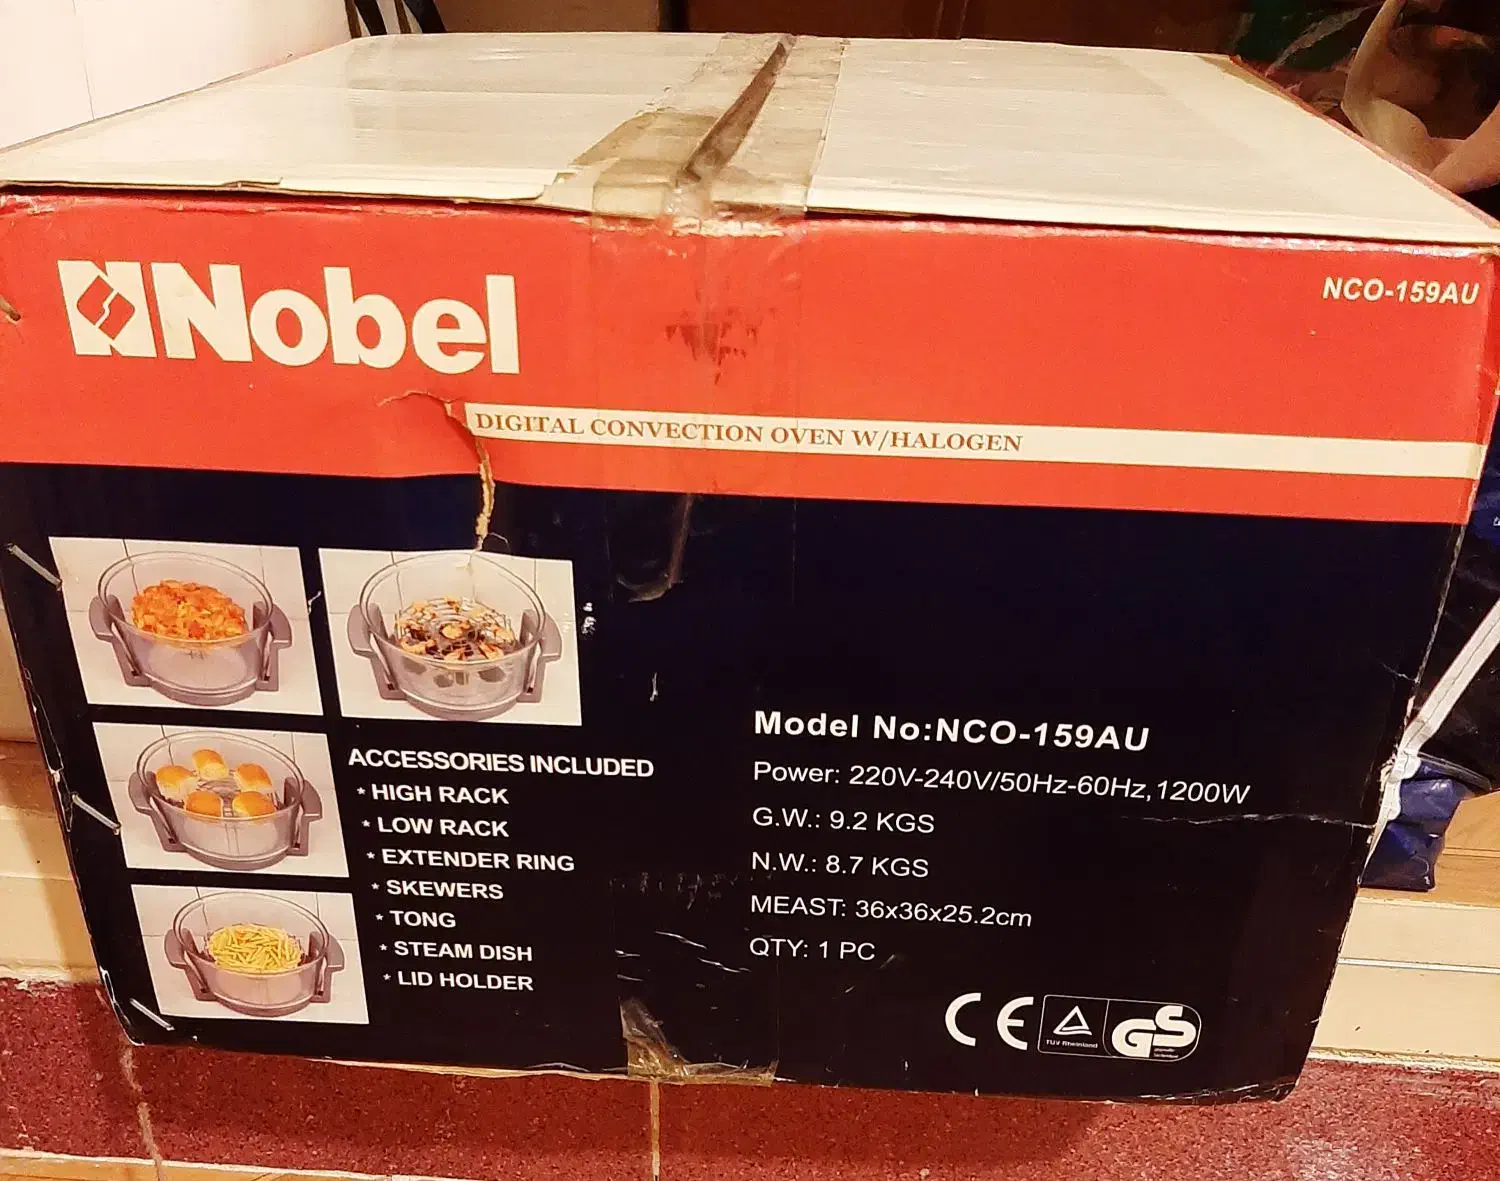 Nobel
NCO-159AU
DIGITAL CONVECTION OVEN W/HALOGEN
ACCESSORIES INCLUDED
* HIGH RACK
* LOW RACK
* EXTENDER RING
* SKEWERS
* TONG
* STEAM DISH
* LID HOLDER
Model No:NCO-159AU
Power: 220V-240V/50Hz-60Hz,1200W
G.W.: 9.2 KGS
N.W.: 8.7 KGS
MEAST: 36x36x25.2cm
QTY: 1 PC
CE
TUV Rheinland
GS